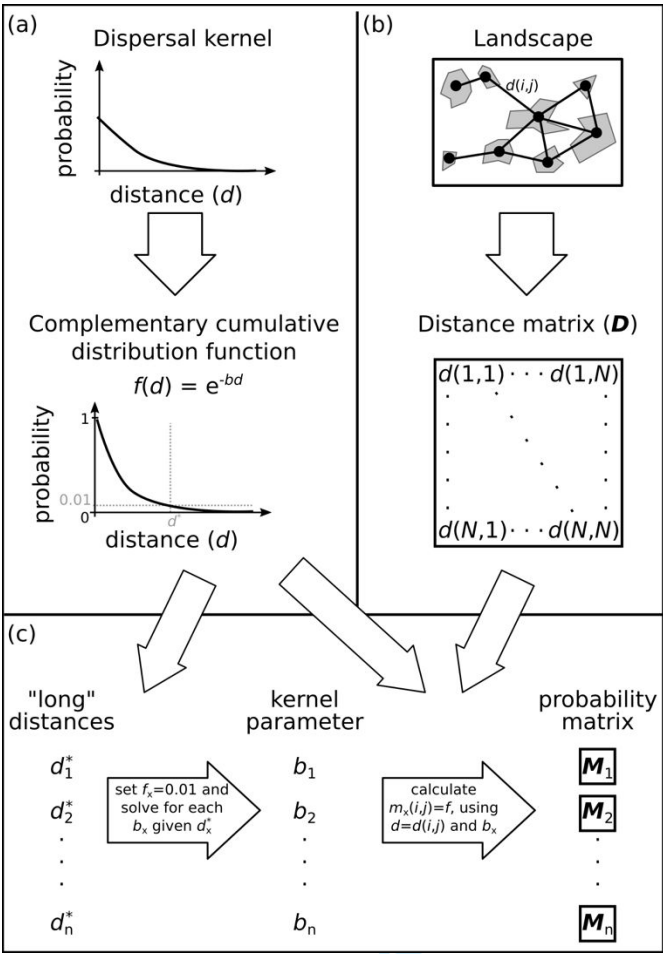 (a)
Dispersal kernel
probability
distance (d)
Complementary cumulative
distribution function
f(d) = e^-bd
probability
1
0.01
0
d*
distance (d)
(b)
Landscape
d(i,j)
Distance matrix (D)
d(1,1) · · · d(1,N)
d(N,1) · · · d(N,N)
(c)
"long"
distances
d*1
d*2
d*n
set fx=0.01 and
solve for each
bx given d*x
kernel
parameter
b1
b2
bn
calculate
mx(i,j)=f, using
d=d(i,j) and bx
probability
matrix
M1
M2
Mn